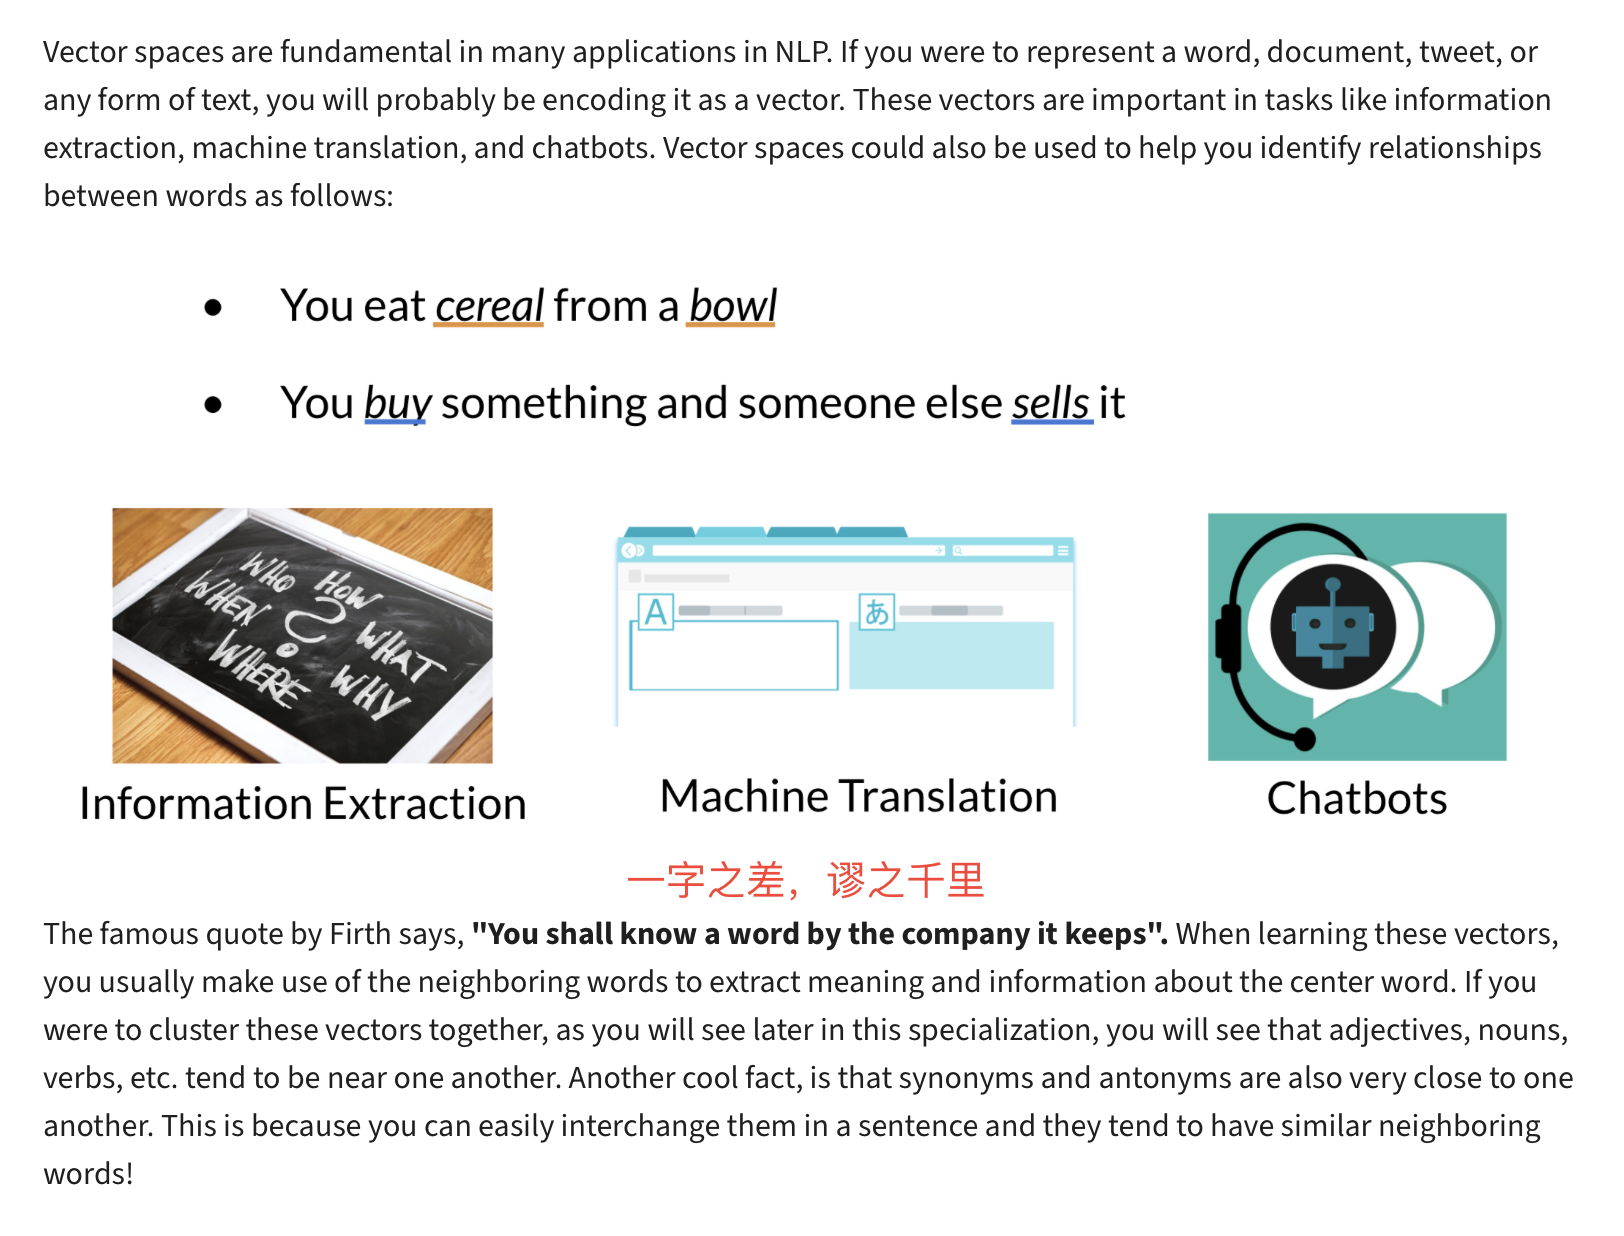 Vector spaces are fundamental in many applications in NLP. If you were to represent a word, document, tweet, or
any form of text, you will probably be encoding it as a vector. These vectors are important in tasks like information
extraction, machine translation, and chatbots. Vector spaces could also be used to help you identify relationships
between words as follows:
• You eat cereal from a bowl
• You buy something and someone else sells it
WHO HOW
WHEN ? WHAT
WHERE WHY
A あ
Information Extraction
Machine Translation
Chatbots
一字之差，谬之千里
The famous quote by Firth says, "You shall know a word by the company it keeps". When learning these vectors,
you usually make use of the neighboring words to extract meaning and information about the center word. If you
were to cluster these vectors together, as you will see later in this specialization, you will see that adjectives, nouns,
verbs, etc. tend to be near one another. Another cool fact, is that synonyms and antonyms are also very close to one
another. This is because you can easily interchange them in a sentence and they tend to have similar neighboring
words!